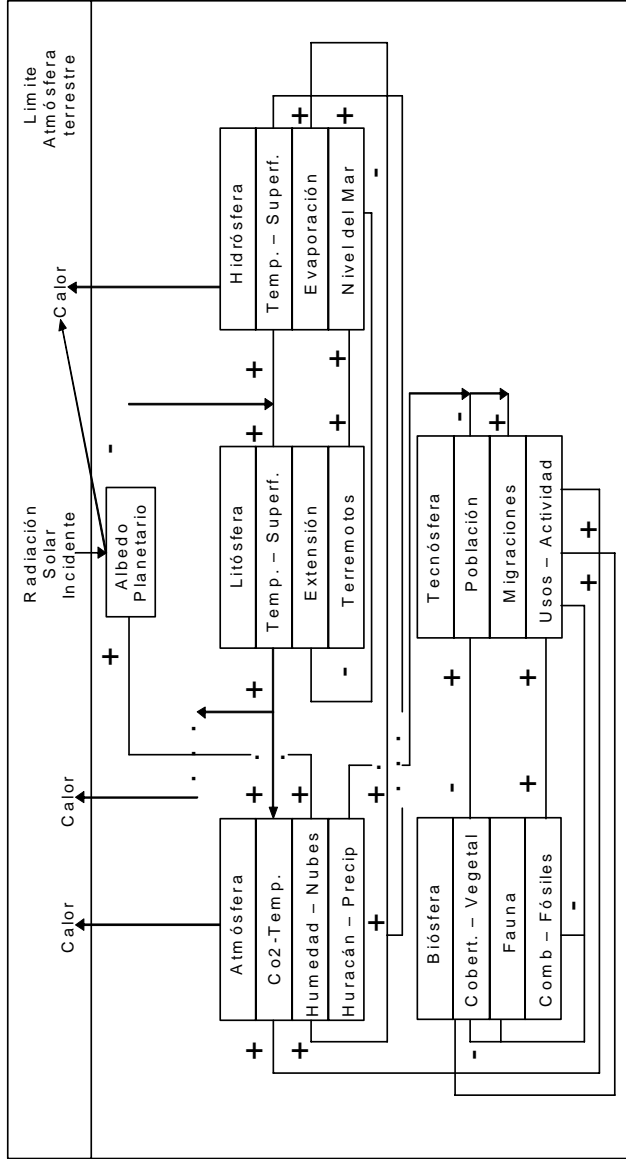 Límite
Atmósfera
terrestre
Radiación
Solar
Incidente
Calor
Calor
Calor
Albedo
Planetario
+
-
Atmósfera
Co2-Temp.
Humedad – Nubes
Huracán – Precip
Litósfera
Temp. – Superf.
Extensión
Terremotos
Hidrósfera
Temp. – Superf.
Evaporación
Nivel del Mar
+
+
+
+
+
+
+
+
+
+
+
+
+
-
-
Biósfera
Cobert. – Vegetal
Fauna
Comb – Fósiles
Tecnósfera
Población
Migraciones
Usos – Actividad
-
+
-
+
+
+
-
-
+
+